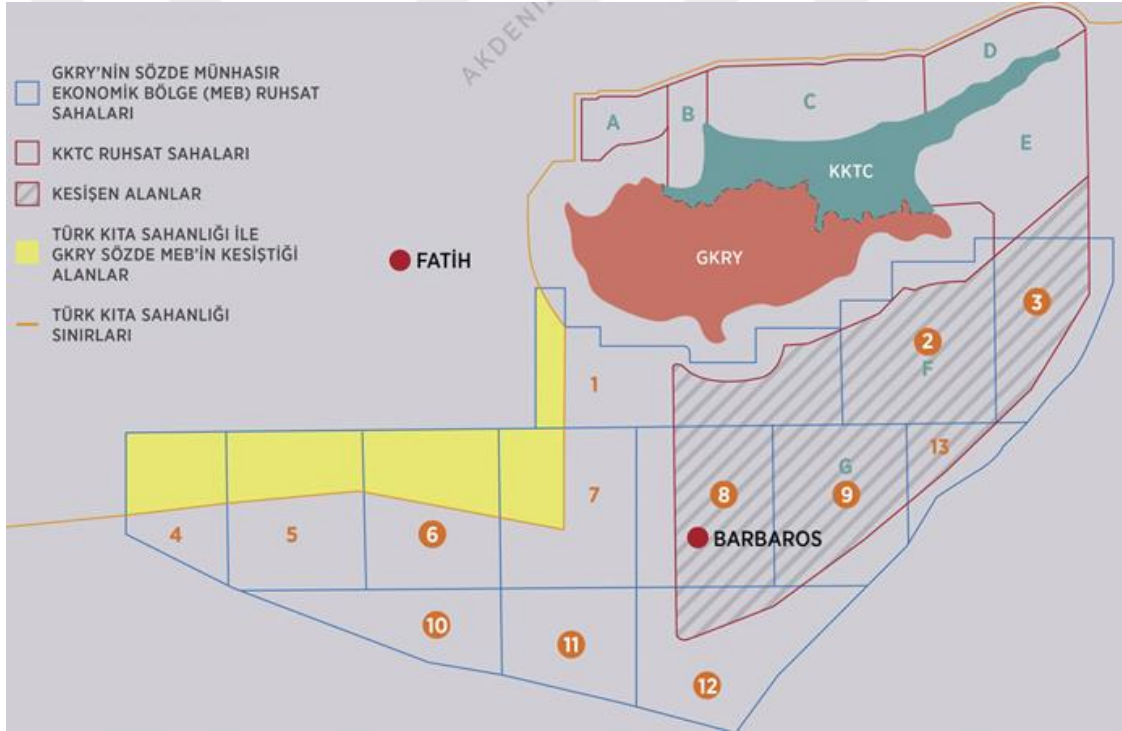 AKDENİZ
GKRY'NİN SÖZDE MÜNHASIR
EKONOMİK BÖLGE (MEB) RUHSAT
SAHALARI
KKTC RUHSAT SAHALARI
KESİŞEN ALANLAR
TÜRK KITA SAHANLIĞI İLE
GKRY SÖZDE MEB'İN KESİŞTİĞİ
ALANLAR
TÜRK KITA SAHANLIĞI
SINIRLARI
A
B
C
D
E
KKTC
GKRY
FATİH
3
2
F
1
13
G
7
8
9
4
5
6
BARBAROS
10
11
12